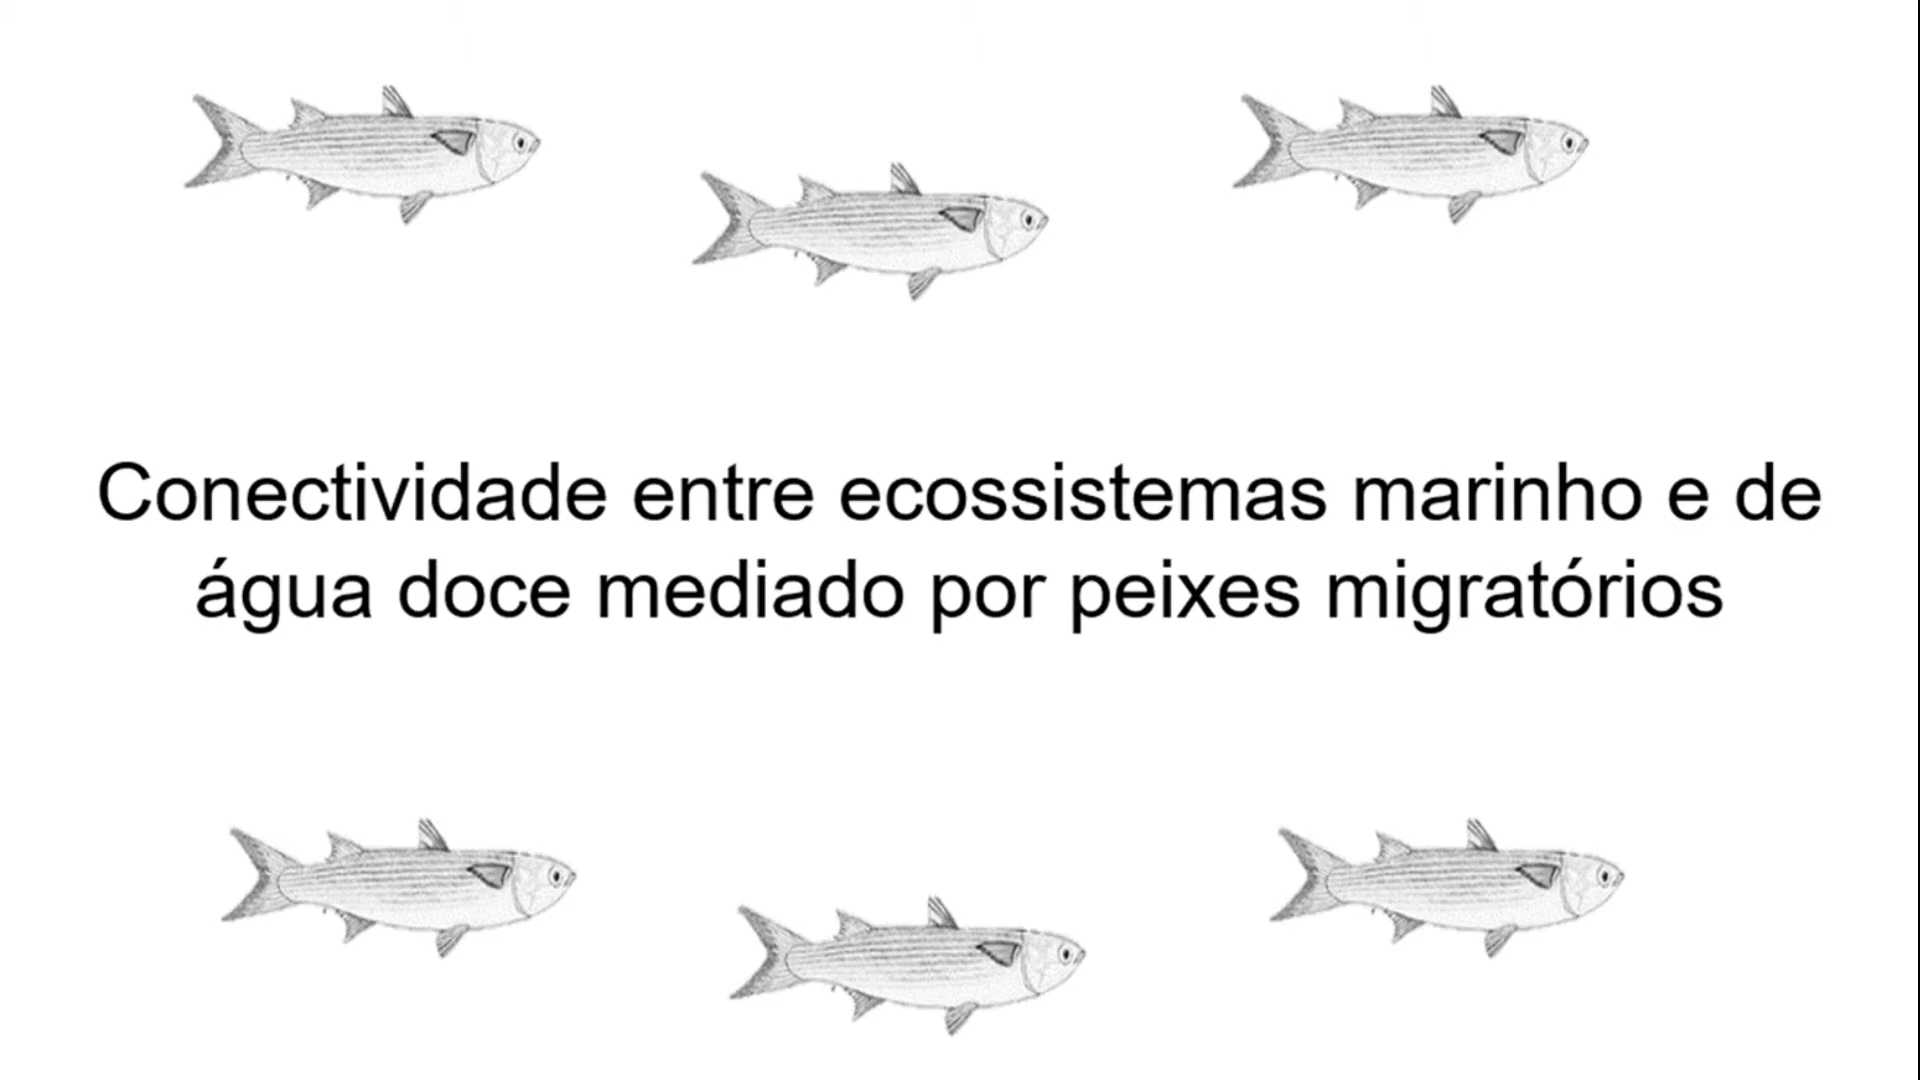 Conectividade entre ecossistemas marinho e de
água doce mediado por peixes migratórios